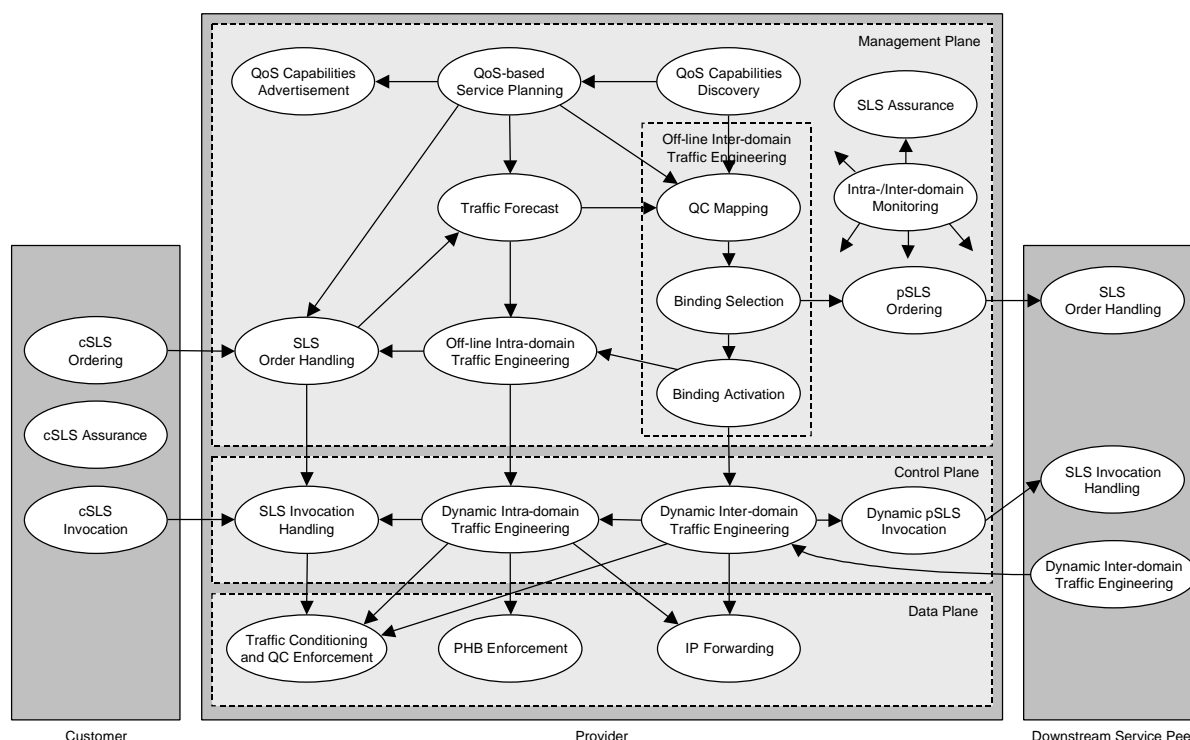 Management Plane
QoS Capabilities
Advertisement
QoS-based
Service Planning
QoS Capabilities
Discovery
SLS Assurance
Off-line Inter-domain
Traffic Engineering
Traffic Forecast
QC Mapping
Intra-/Inter-domain
Monitoring
Binding Selection
pSLS
Ordering
SLS
Order Handling
cSLS
Ordering
SLS
Order Handling
Off-line Intra-domain
Traffic Engineering
Binding Activation
cSLS Assurance
Control Plane
SLS Invocation
Handling
cSLS
Invocation
SLS Invocation
Handling
Dynamic Intra-domain
Traffic Engineering
Dynamic Inter-domain
Traffic Engineering
Dynamic pSLS
Invocation
Dynamic Inter-domain
Traffic Engineering
Data Plane
Traffic Conditioning
and QC Enforcement
PHB Enforcement
IP Forwarding
Customer
Provider
Downstream Service Pee